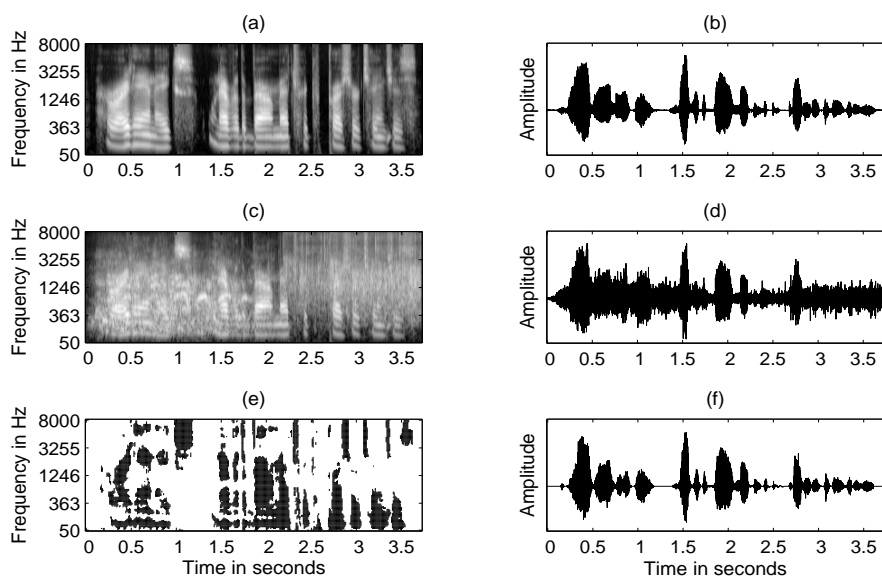 (a)
Frequency in Hz
8000
3255
1246
363
50
0 0.5 1 1.5 2 2.5 3 3.5
(b)
Amplitude
0.5 1 1.5 2 2.5 3 3.5
(c)
Frequency in Hz
8000
3255
1246
363
50
0 0.5 1 1.5 2 2.5 3 3.5
(d)
Amplitude
0.5 1 1.5 2 2.5 3 3.5
(e)
Frequency in Hz
8000
3255
1246
363
50
0 0.5 1 1.5 2 2.5 3 3.5
Time in seconds
(f)
Amplitude
0.5 1 1.5 2 2.5 3 3.5
Time in seconds